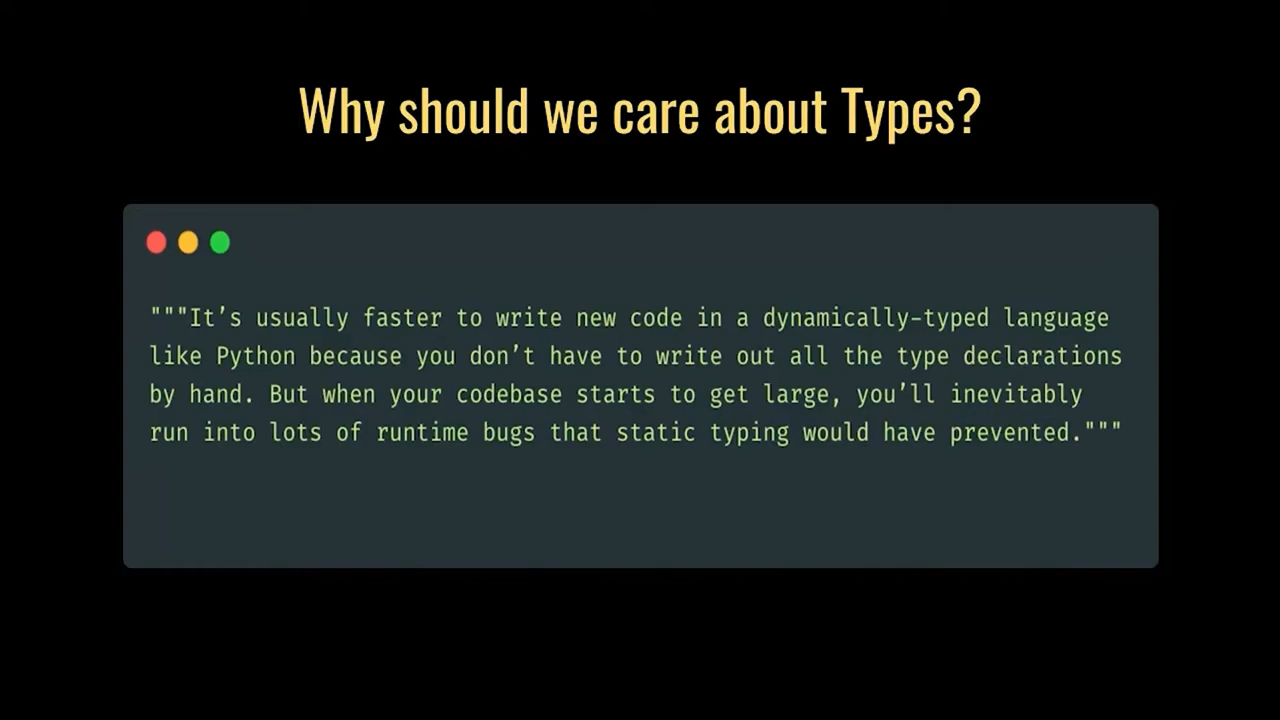 Why should we care about Types?
"""It’s usually faster to write new code in a dynamically-typed language
like Python because you don’t have to write out all the type declarations
by hand. But when your codebase starts to get large, you’ll inevitably
run into lots of runtime bugs that static typing would have prevented."""